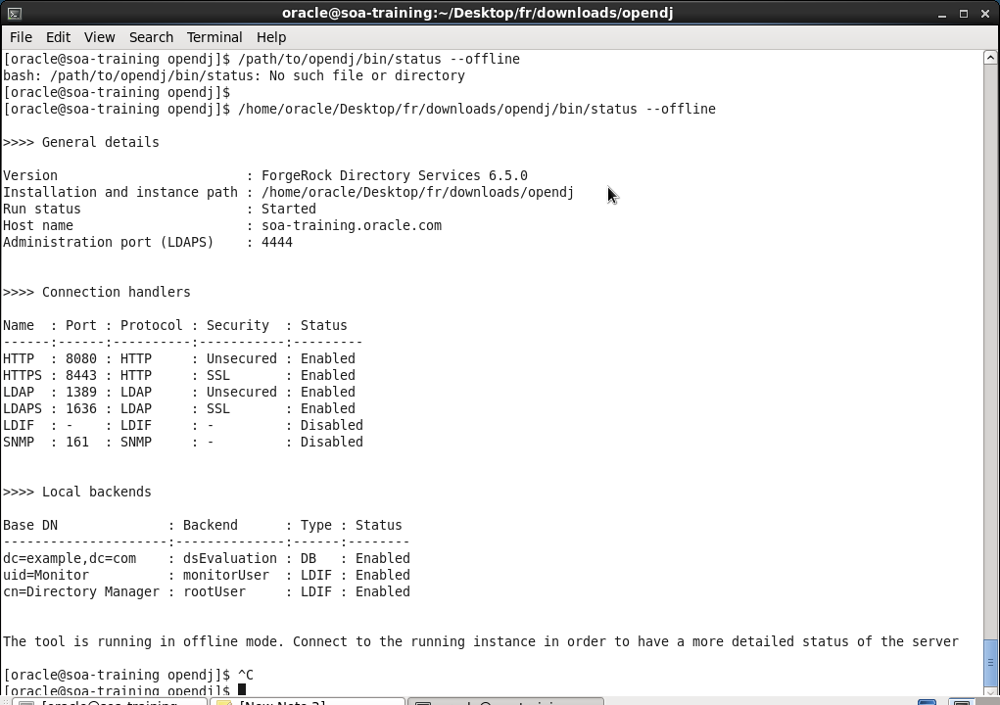 oracle@soa-training:~/Desktop/fr/downloads/opendj
File Edit View Search Terminal Help
[oracle@soa-training opendj]$ /path/to/opendj/bin/status --offline
bash: /path/to/opendj/bin/status: No such file or directory
[oracle@soa-training opendj]$
[oracle@soa-training opendj]$ /home/oracle/Desktop/fr/downloads/opendj/bin/status --offline
>>>> General details
Version                        : ForgeRock Directory Services 6.5.0
Installation and instance path : /home/oracle/Desktop/fr/downloads/opendj
Run status                     : Started
Host name                      : soa-training.oracle.com
Administration port (LDAPS)    : 4444
>>>> Connection handlers
Name  : Port : Protocol : Security  : Status
------:------:----------:-----------:---------
HTTP  : 8080 : HTTP     : Unsecured : Enabled
HTTPS : 8443 : HTTP     : SSL       : Enabled
LDAP  : 1389 : LDAP     : Unsecured : Enabled
LDAPS : 1636 : LDAP     : SSL       : Enabled
LDIF  : -    : LDIF     : -         : Disabled
SNMP  : 161  : SNMP     : -         : Disabled
>>>> Local backends
Base DN              : Backend      : Type : Status
---------------------:--------------:------:--------
dc=example,dc=com    : dsEvaluation : DB   : Enabled
uid=Monitor          : monitorUser  : LDIF : Enabled
cn=Directory Manager : rootUser     : LDIF : Enabled
The tool is running in offline mode. Connect to the running instance in order to have a more detailed status of the server
[oracle@soa-training opendj]$ ^C
[oracle@soa-training opendj]$